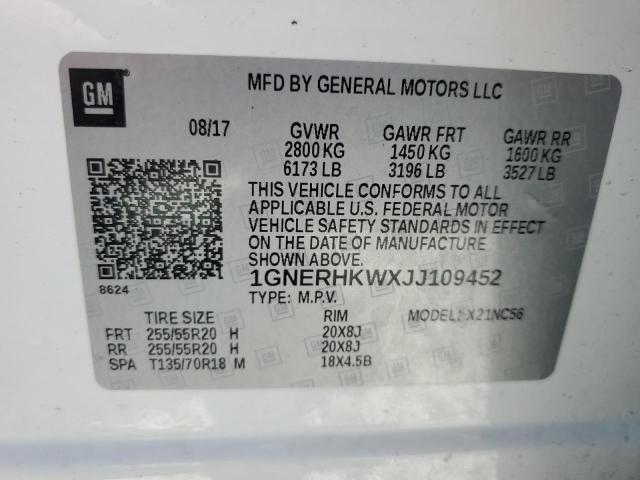 GM
MFD BY GENERAL MOTORS LLC
08/17 GVWR GAWR FRT GAWR RR
2800 KG 1450 KG 1600 KG
6173 LB 3196 LB 3527 LB
THIS VEHICLE CONFORMS TO ALL
APPLICABLE U.S. FEDERAL MOTOR
VEHICLE SAFETY STANDARDS IN EFFECT
ON THE DATE OF MANUFACTURE
SHOWN ABOVE.
1GNERHKWXJJ109452
8624
TYPE: M.P.V.
TIRE SIZE RIM MODEL: X21NC56
FRT 255/55R20 H 20X8J
RR 255/55R20 H 20X8J
SPA T135/70R18 M 18X4.5B